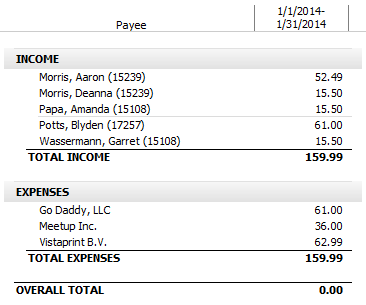 1/1/2014-
Payee 1/31/2014
INCOME
Morris, Aaron (15239) 52.49
Morris, Deanna (15239) 15.50
Papa, Amanda (15108) 15.50
Potts, Blyden (17257) 61.00
Wassermann, Garret (15108) 15.50
TOTAL INCOME 159.99
EXPENSES
Go Daddy, LLC 61.00
Meetup Inc. 36.00
Vistaprint B.V. 62.99
TOTAL EXPENSES 159.99
OVERALL TOTAL 0.00